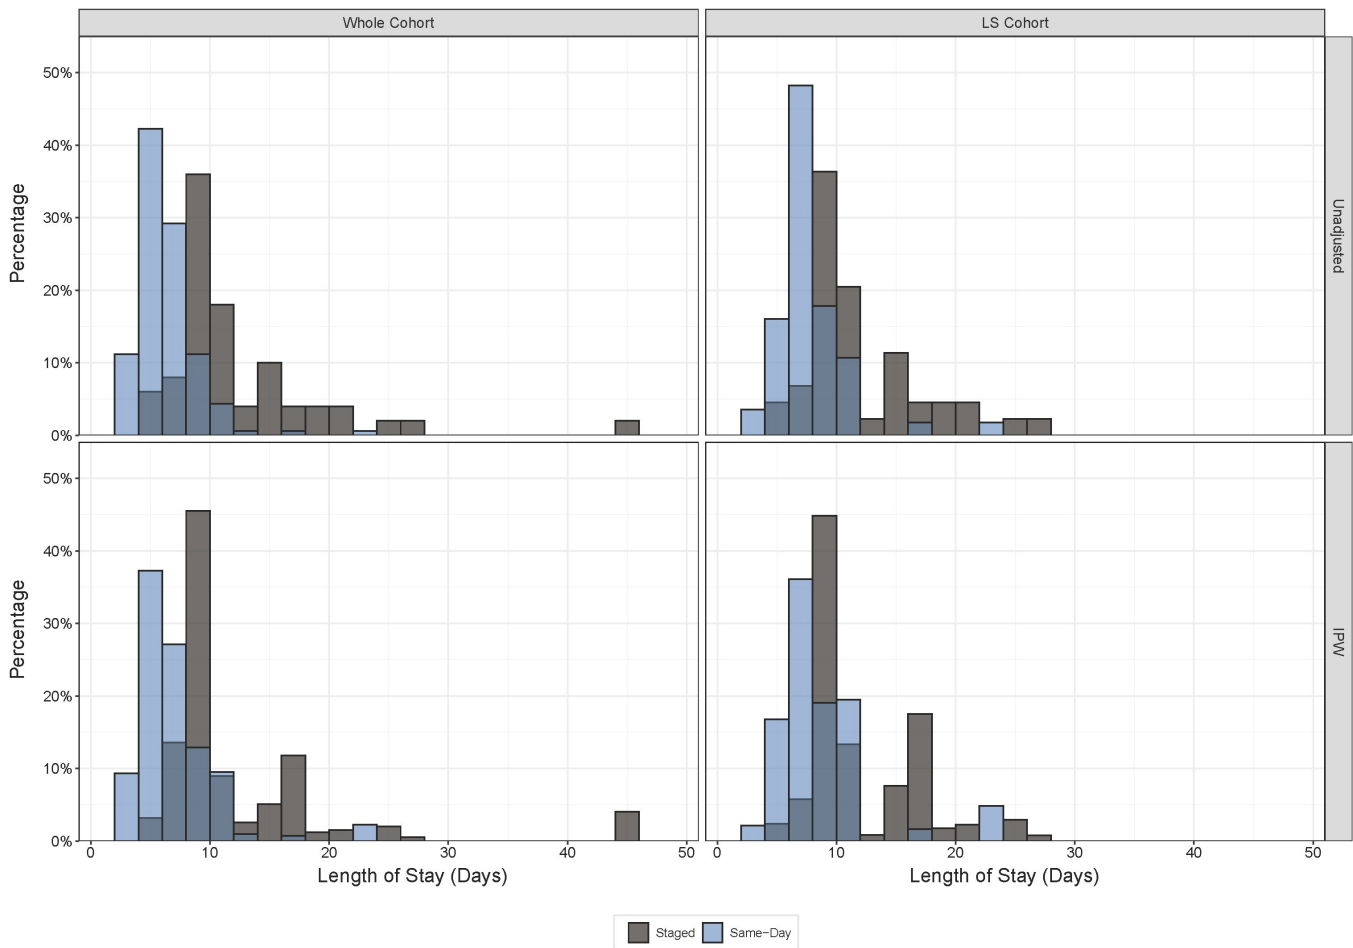 Whole Cohort LS Cohort
50%
40%
30%
20%
10%
0%
Percentage
Unadjusted
50%
40%
30%
20%
10%
0%
Percentage
IPW
0 10 20 30 40 50 0 10 20 30 40 50
Length of Stay (Days) Length of Stay (Days)
Staged Same-Day